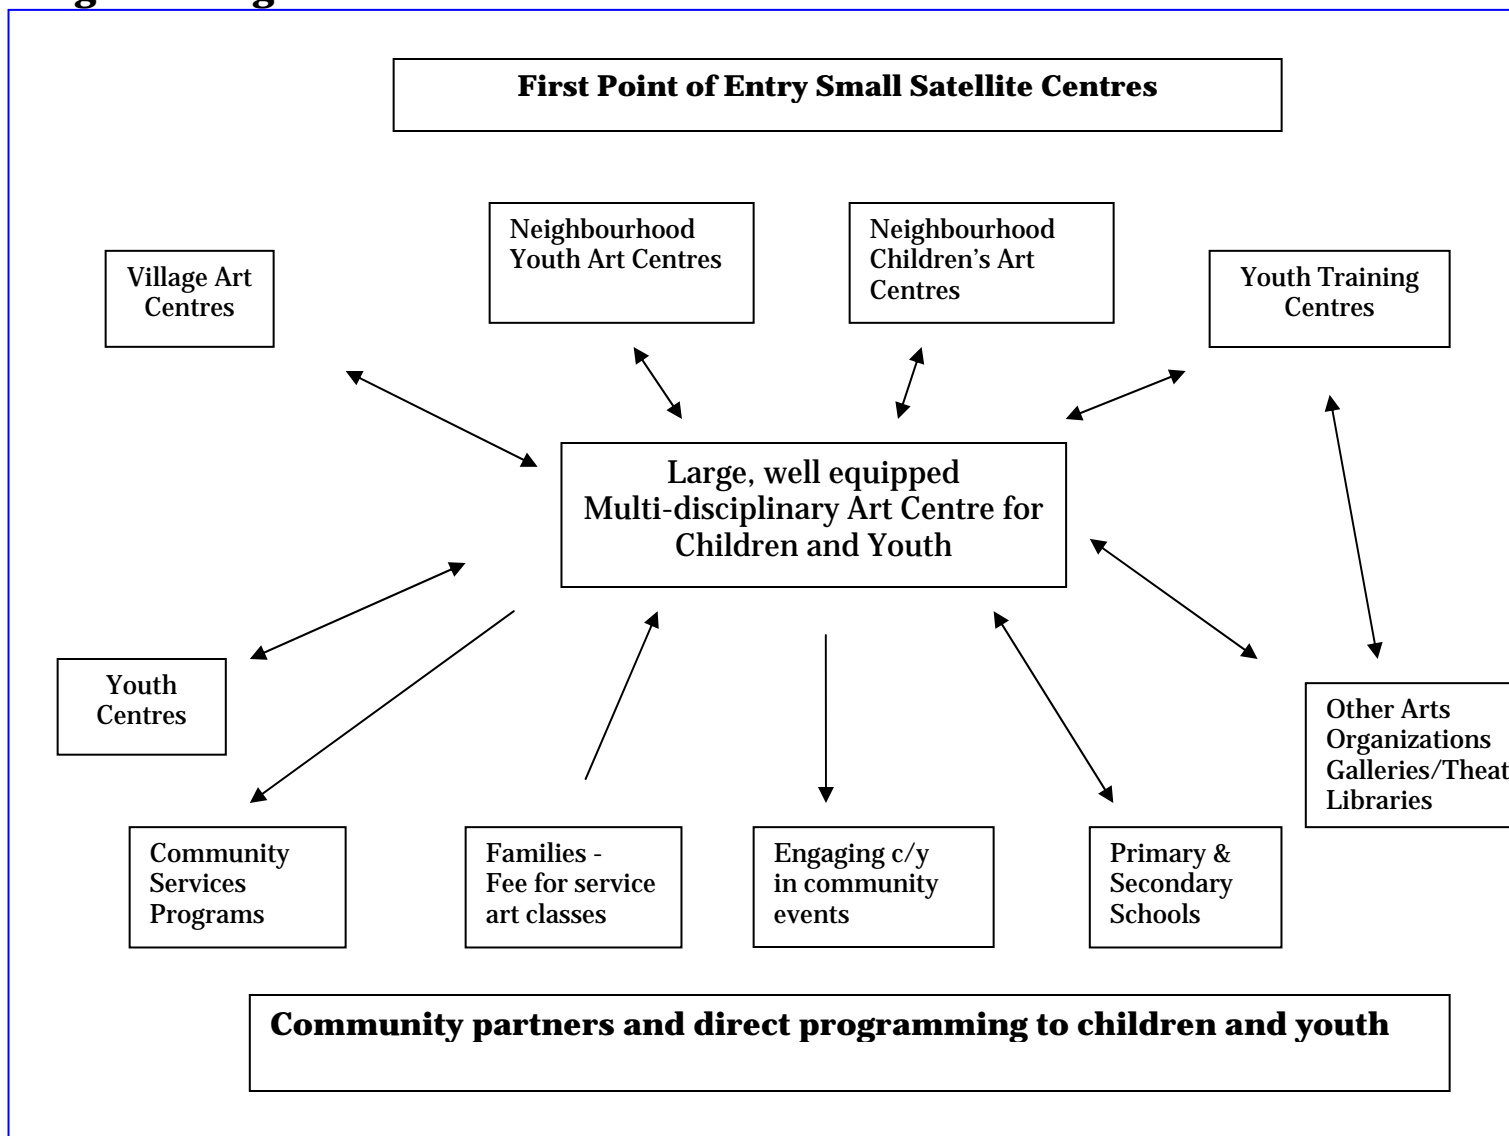 First Point of Entry Small Satellite Centres
Village Art
Centres
Neighbourhood
Youth Art Centres
Neighbourhood
Children’s Art
Centres
Youth Training
Centres
Large, well equipped
Multi-disciplinary Art Centre for
Children and Youth
Youth
Centres
Other Arts
Organizations
Galleries/Theat
Libraries
Community
Services
Programs
Families -
Fee for service
art classes
Engaging c/y
in community
events
Primary &
Secondary
Schools
Community partners and direct programming to children and youth